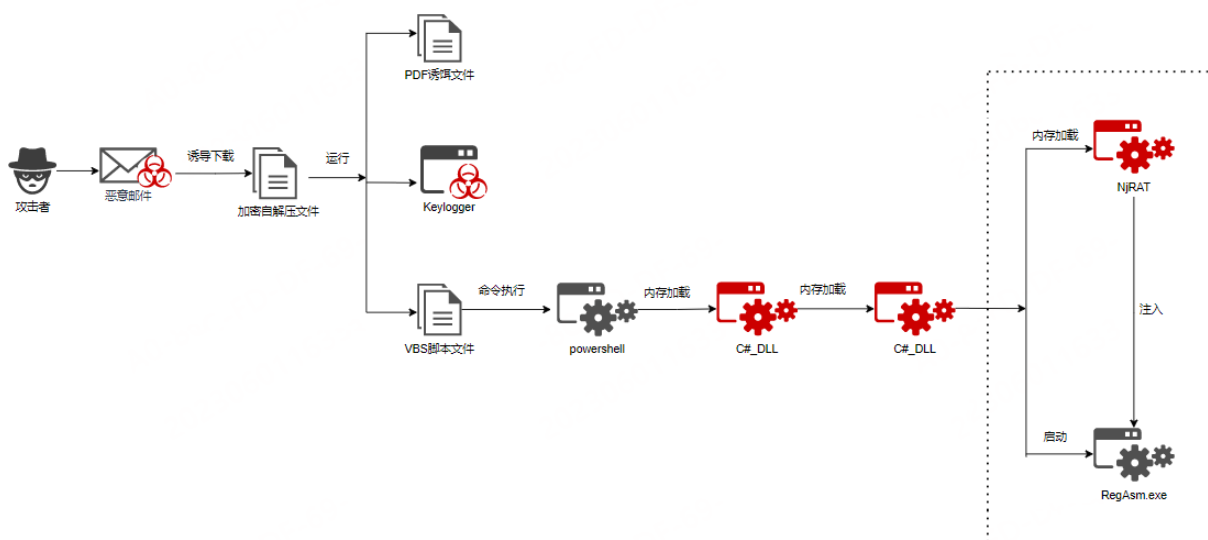 PDF诱饵文件
诱导下载
运行
内存加载
攻击者
恶意邮件
加密自解压文件
Keylogger
NjRAT
命令执行
内存加载
内存加载
注入
VBS脚本文件
powershell
C#_DLL
C#_DLL
启动
RegAsm.exe